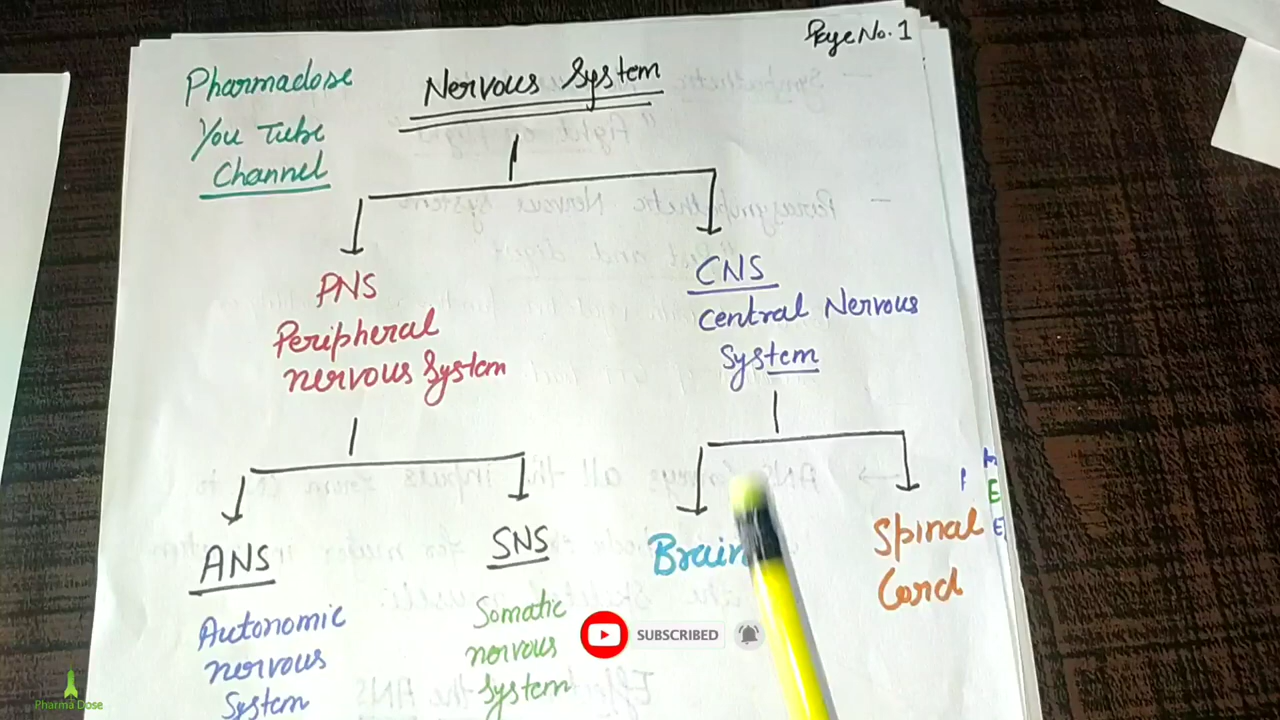 Page No. 1
Pharmadose
You Tube
Channel
Nervous System
PNS
Peripheral
nervous System
CNS
central Nervous
System
ANS
Autonomic
nervous
System
SNS
Somatic
nervous
System
Brain
Spinal
Cord
SUBSCRIBED
Pharma Dose